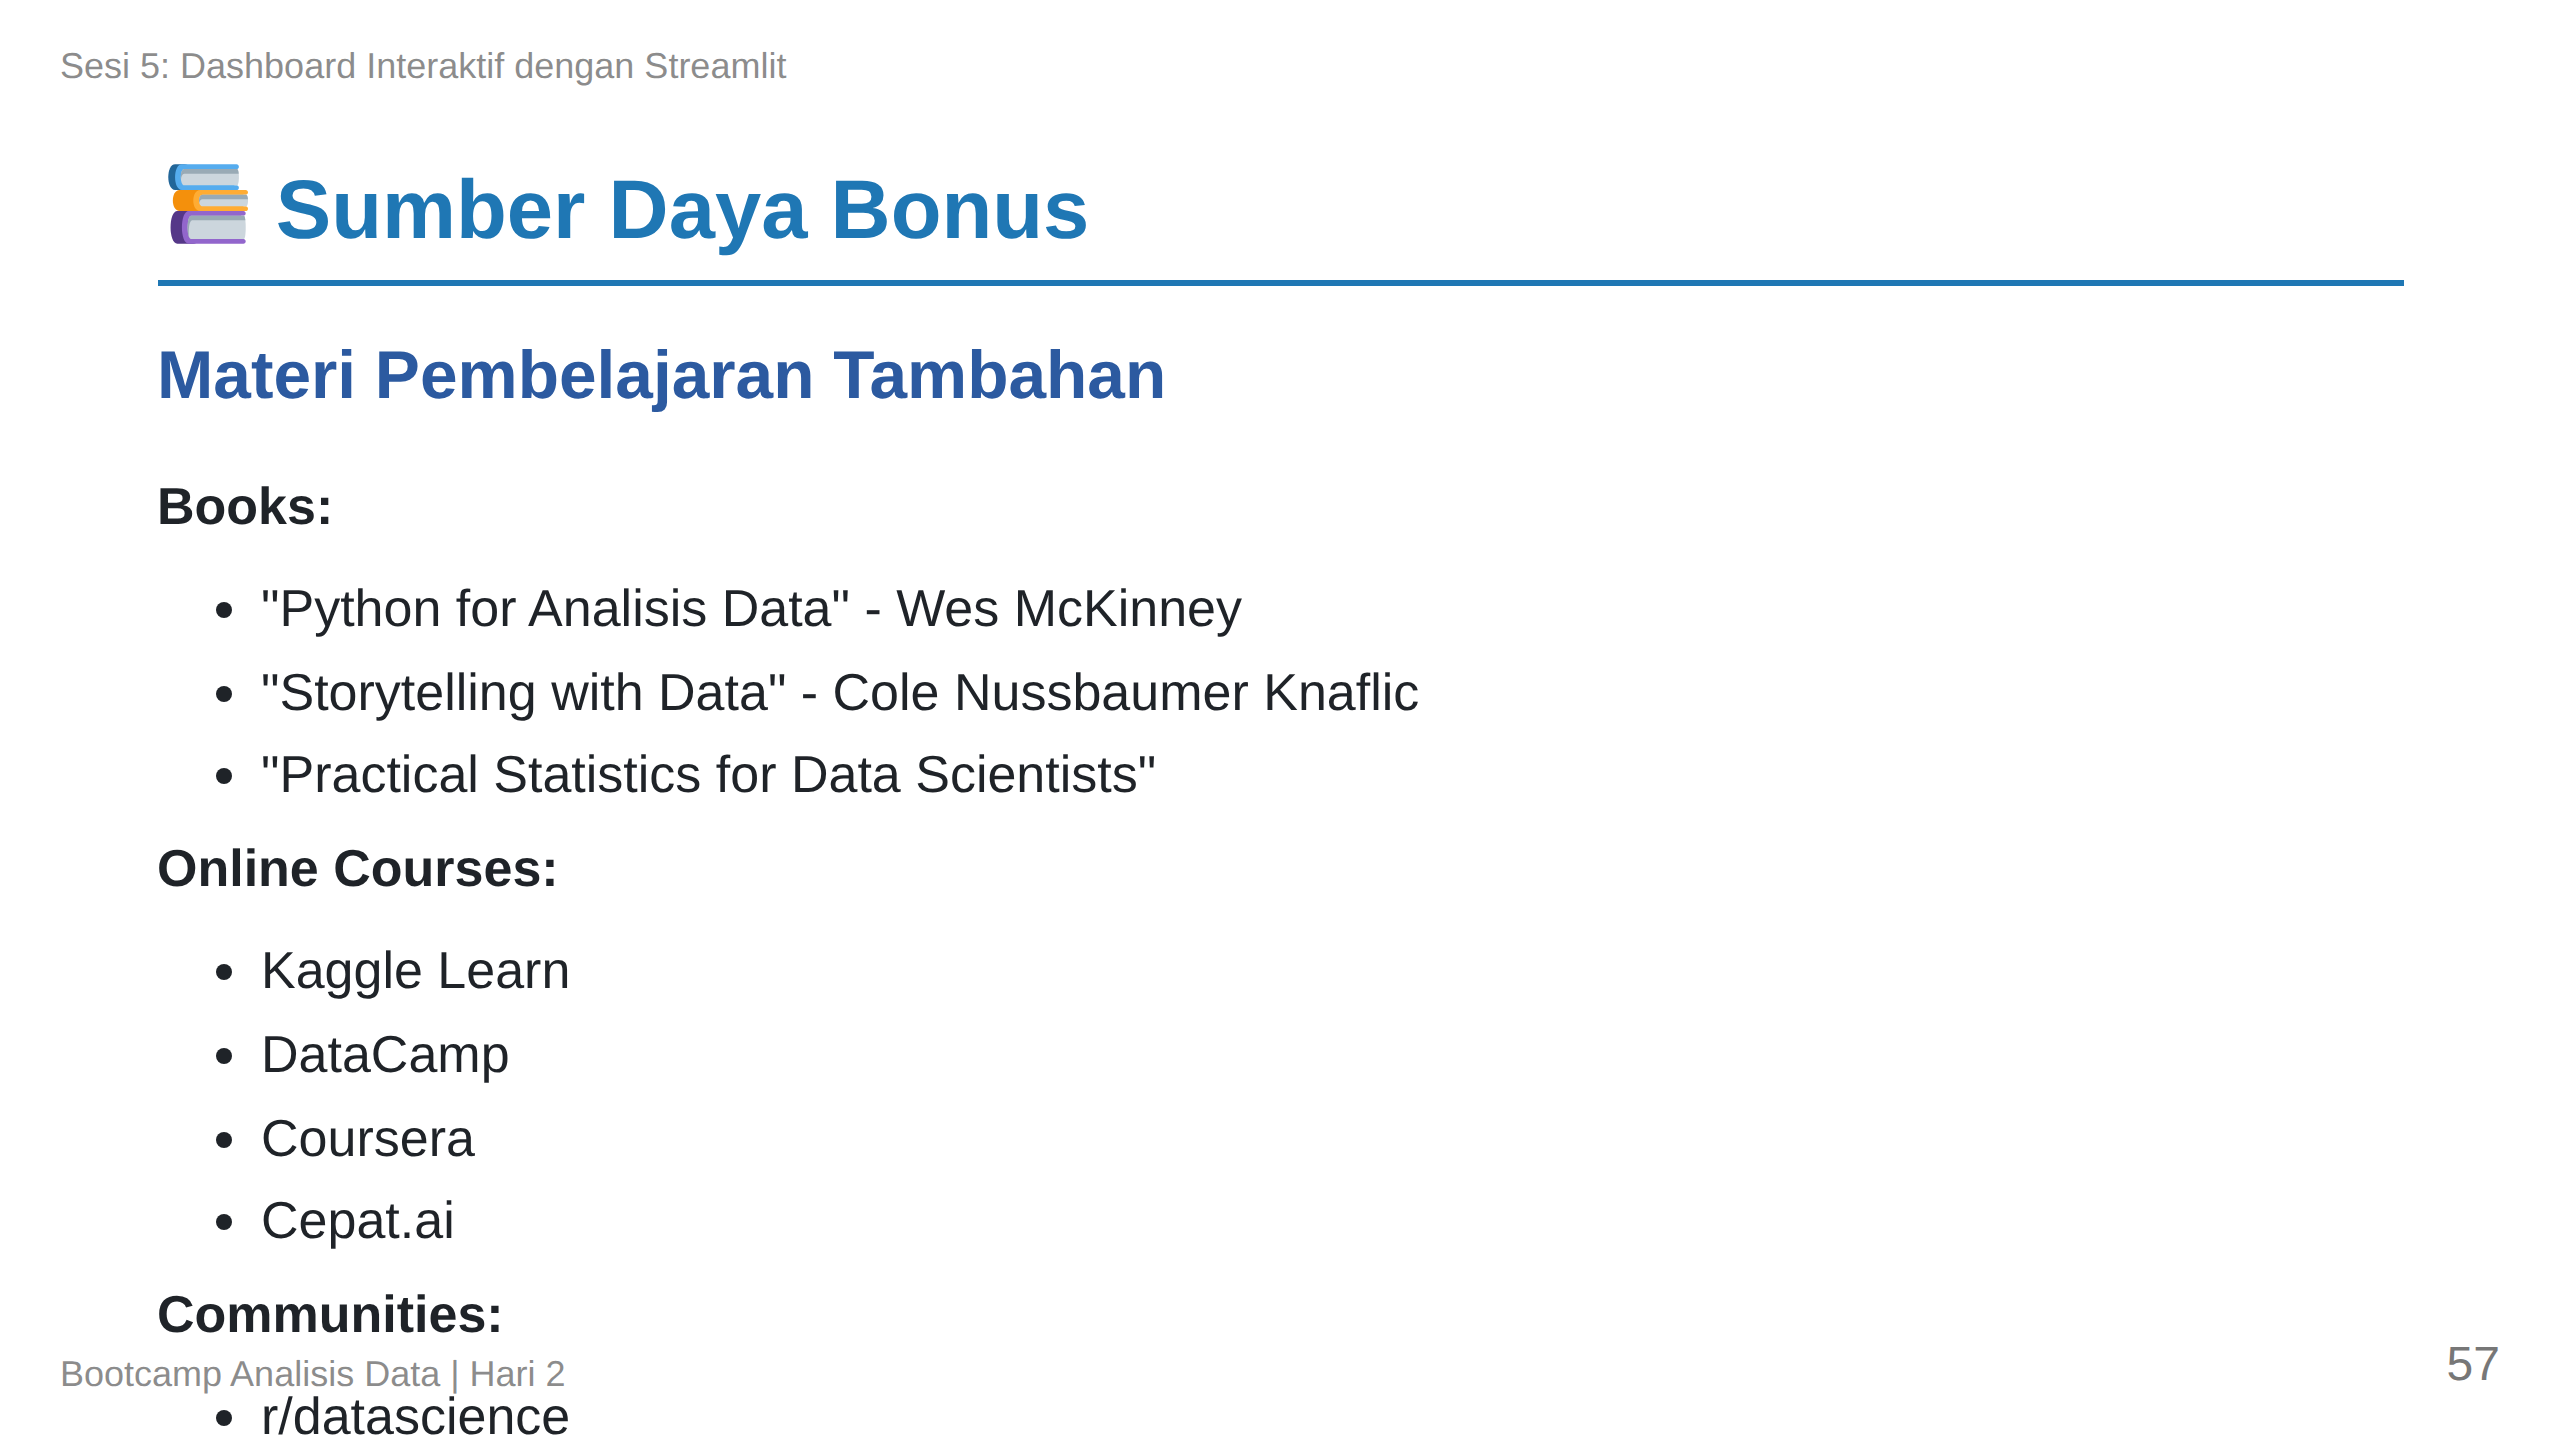 Sesi 5: Dashboard Interaktif dengan Streamlit
Sumber Daya Bonus
Materi Pembelajaran Tambahan
Books:
• "Python for Analisis Data" - Wes McKinney
• "Storytelling with Data" - Cole Nussbaumer Knaflic
• "Practical Statistics for Data Scientists"
Online Courses:
• Kaggle Learn
• DataCamp
• Coursera
• Cepat.ai
Communities:
Bootcamp Analisis Data | Hari 2
57
• r/datascience